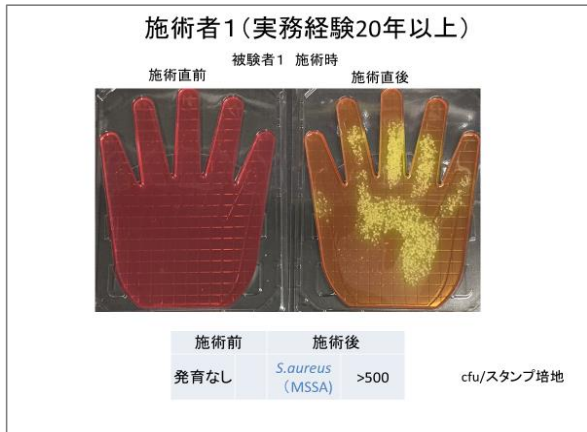 施術者1(実務経験20年以上)
被験者1 施術時
施術直前
施術直後
施術前 施術後
発育なし S.aureus (MSSA) >500
cfu/スタンプ培地